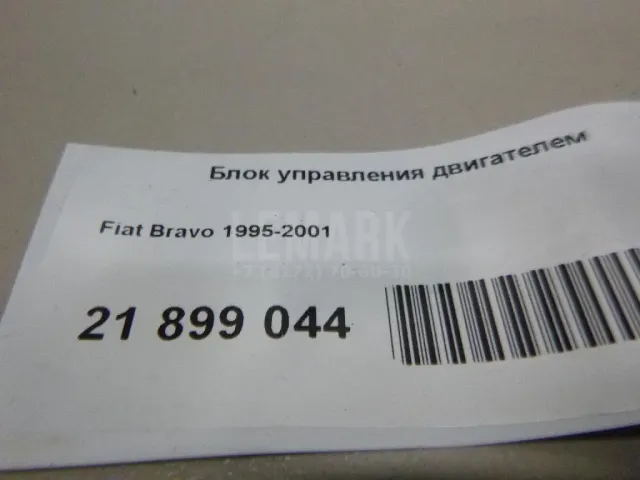 Блок управления двигателем
Fiat Bravo 1995-2001
LEMARK
21 899 044